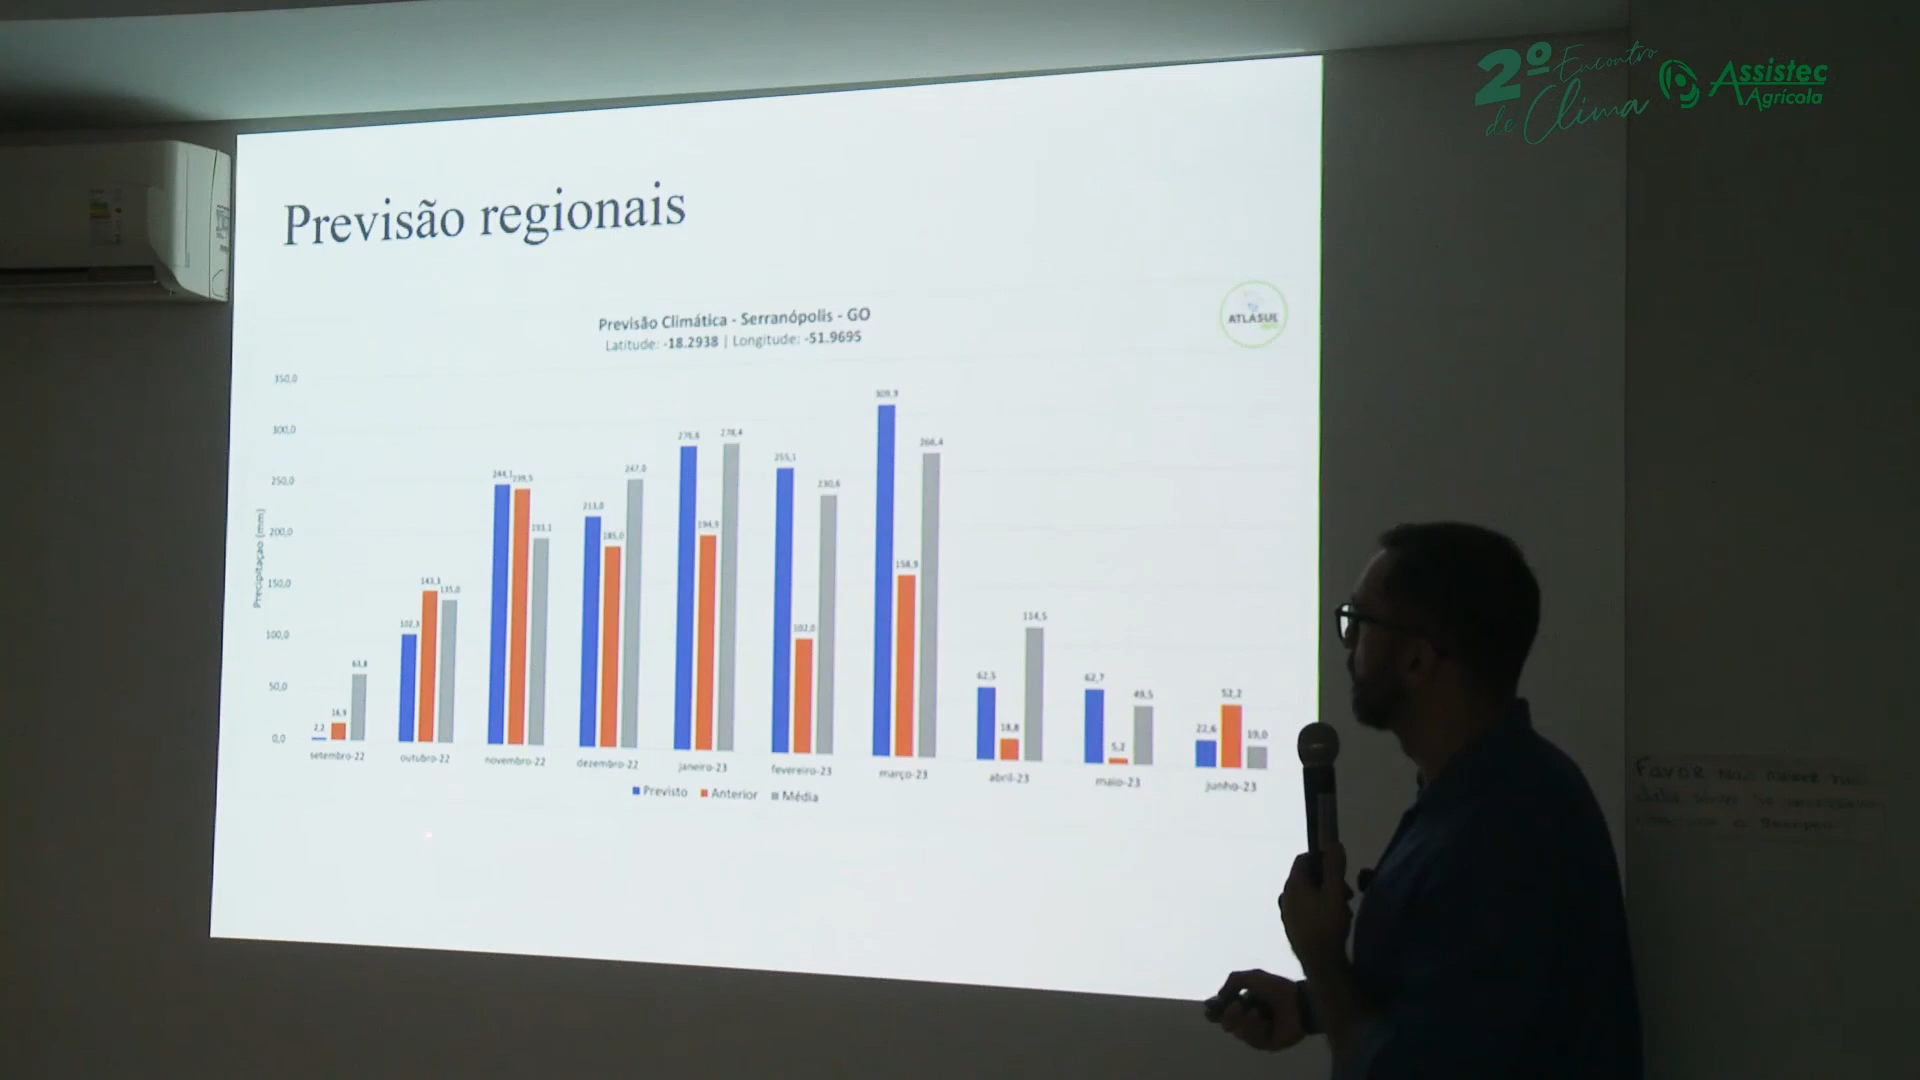 2º Encontro
de Clima
Assistec
Agrícola
Previsão regionais
ATLASUL
Previsão Climática - Serranópolis - GO
Latitude: -18.2938 | Longitude: -51.9695
Precipitação (mm)
350,0
300,0
250,0
200,0
150,0
100,0
50,0
0,0
2,2 16,9 63,8
102,3 143,3 135,0
244,1 239,5 193,1
213,0 185,0 247,0
276,6 194,9 278,4
255,1 102,0 230,6
309,9 158,9 266,4
62,5 18,8 114,5
62,7 5,2 49,5
22,6 52,2 19,0
setembro-22 outubro-22 novembro-22 dezembro-22 janeiro-23 fevereiro-23 março-23 abril-23 maio-23 junho-23
Previsto Anterior Média
FAVOR